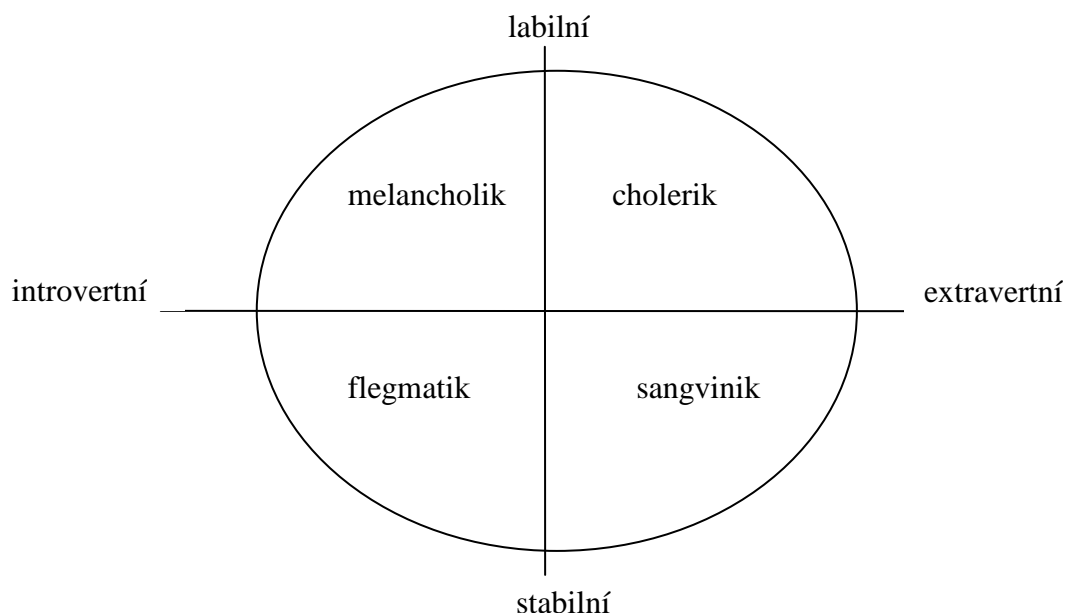 labilní
melancholik cholerik
introvertní extravertní
flegmatik sangvinik
stabilní